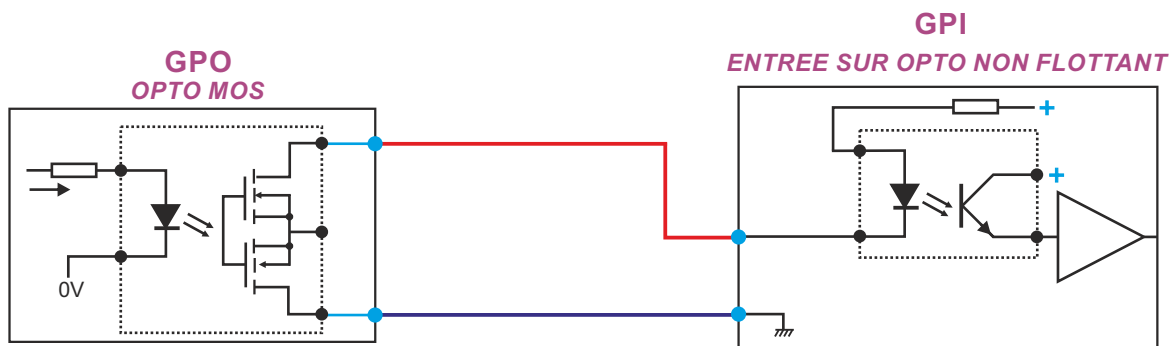 GPO
OPTO MOS
GPI
ENTREE SUR OPTO NON FLOTTANT
+
+
0V